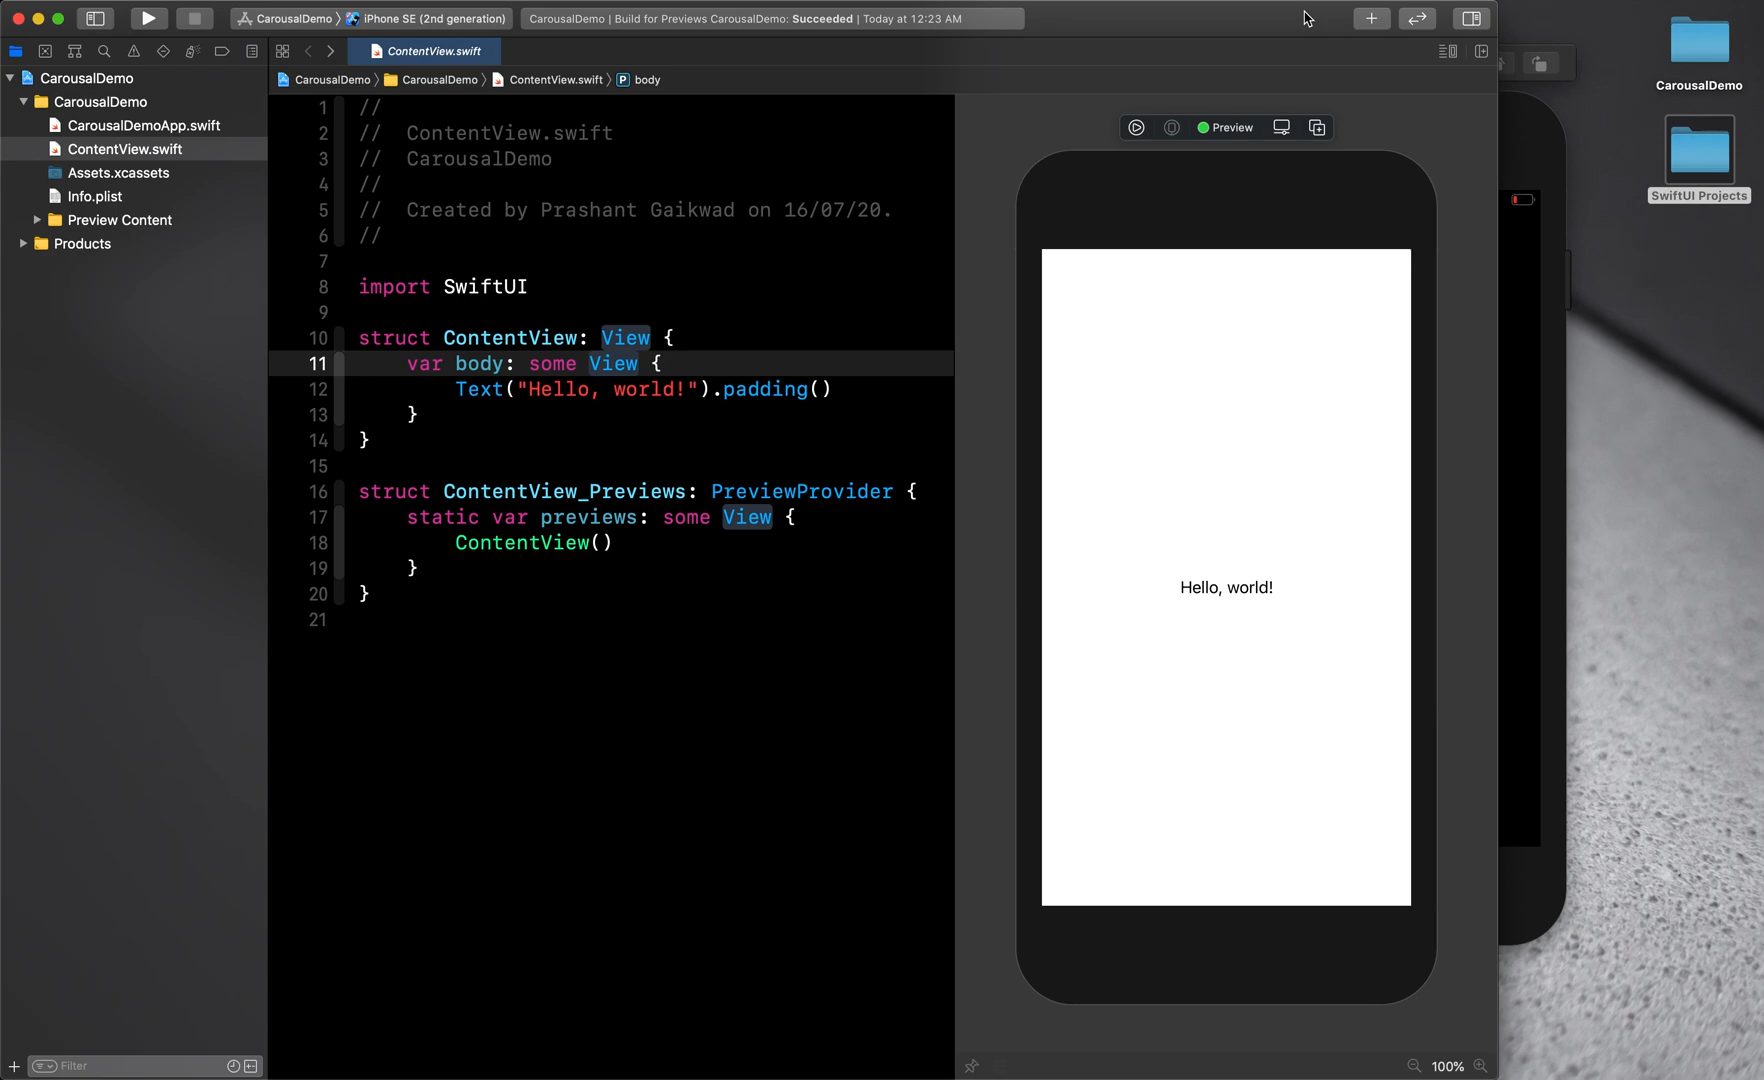 CarousalDemo 〉 iPhone SE (2nd generation)
CarousalDemo | Build for Previews CarousalDemo: Succeeded | Today at 12:23 AM
ContentView.swift
CarousalDemo 〉 CarousalDemo 〉 ContentView.swift 〉 P body
CarousalDemo
CarousalDemo
CarousalDemoApp.swift
ContentView.swift
Assets.xcassets
Info.plist
Preview Content
Products
Filter
1 //
2 //  ContentView.swift
3 //  CarousalDemo
4 //
5 //  Created by Prashant Gaikwad on 16/07/20.
6 //
7
8 import SwiftUI
9
10 struct ContentView: View {
11     var body: some View {
12         Text("Hello, world!").padding()
13     }
14 }
15
16 struct ContentView_Previews: PreviewProvider {
17     static var previews: some View {
18         ContentView()
19     }
20 }
21
Preview
Hello, world!
100%
CarousalDemo
SwiftUI Projects